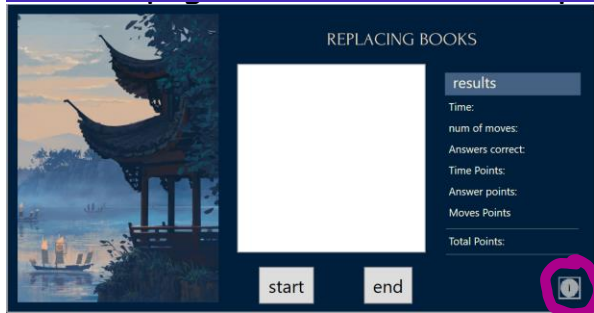 REPLACING BOOKS
results
Time:
num of moves:
Answers correct:
Time Points:
Answer points:
Moves Points
Total Points:
start
end